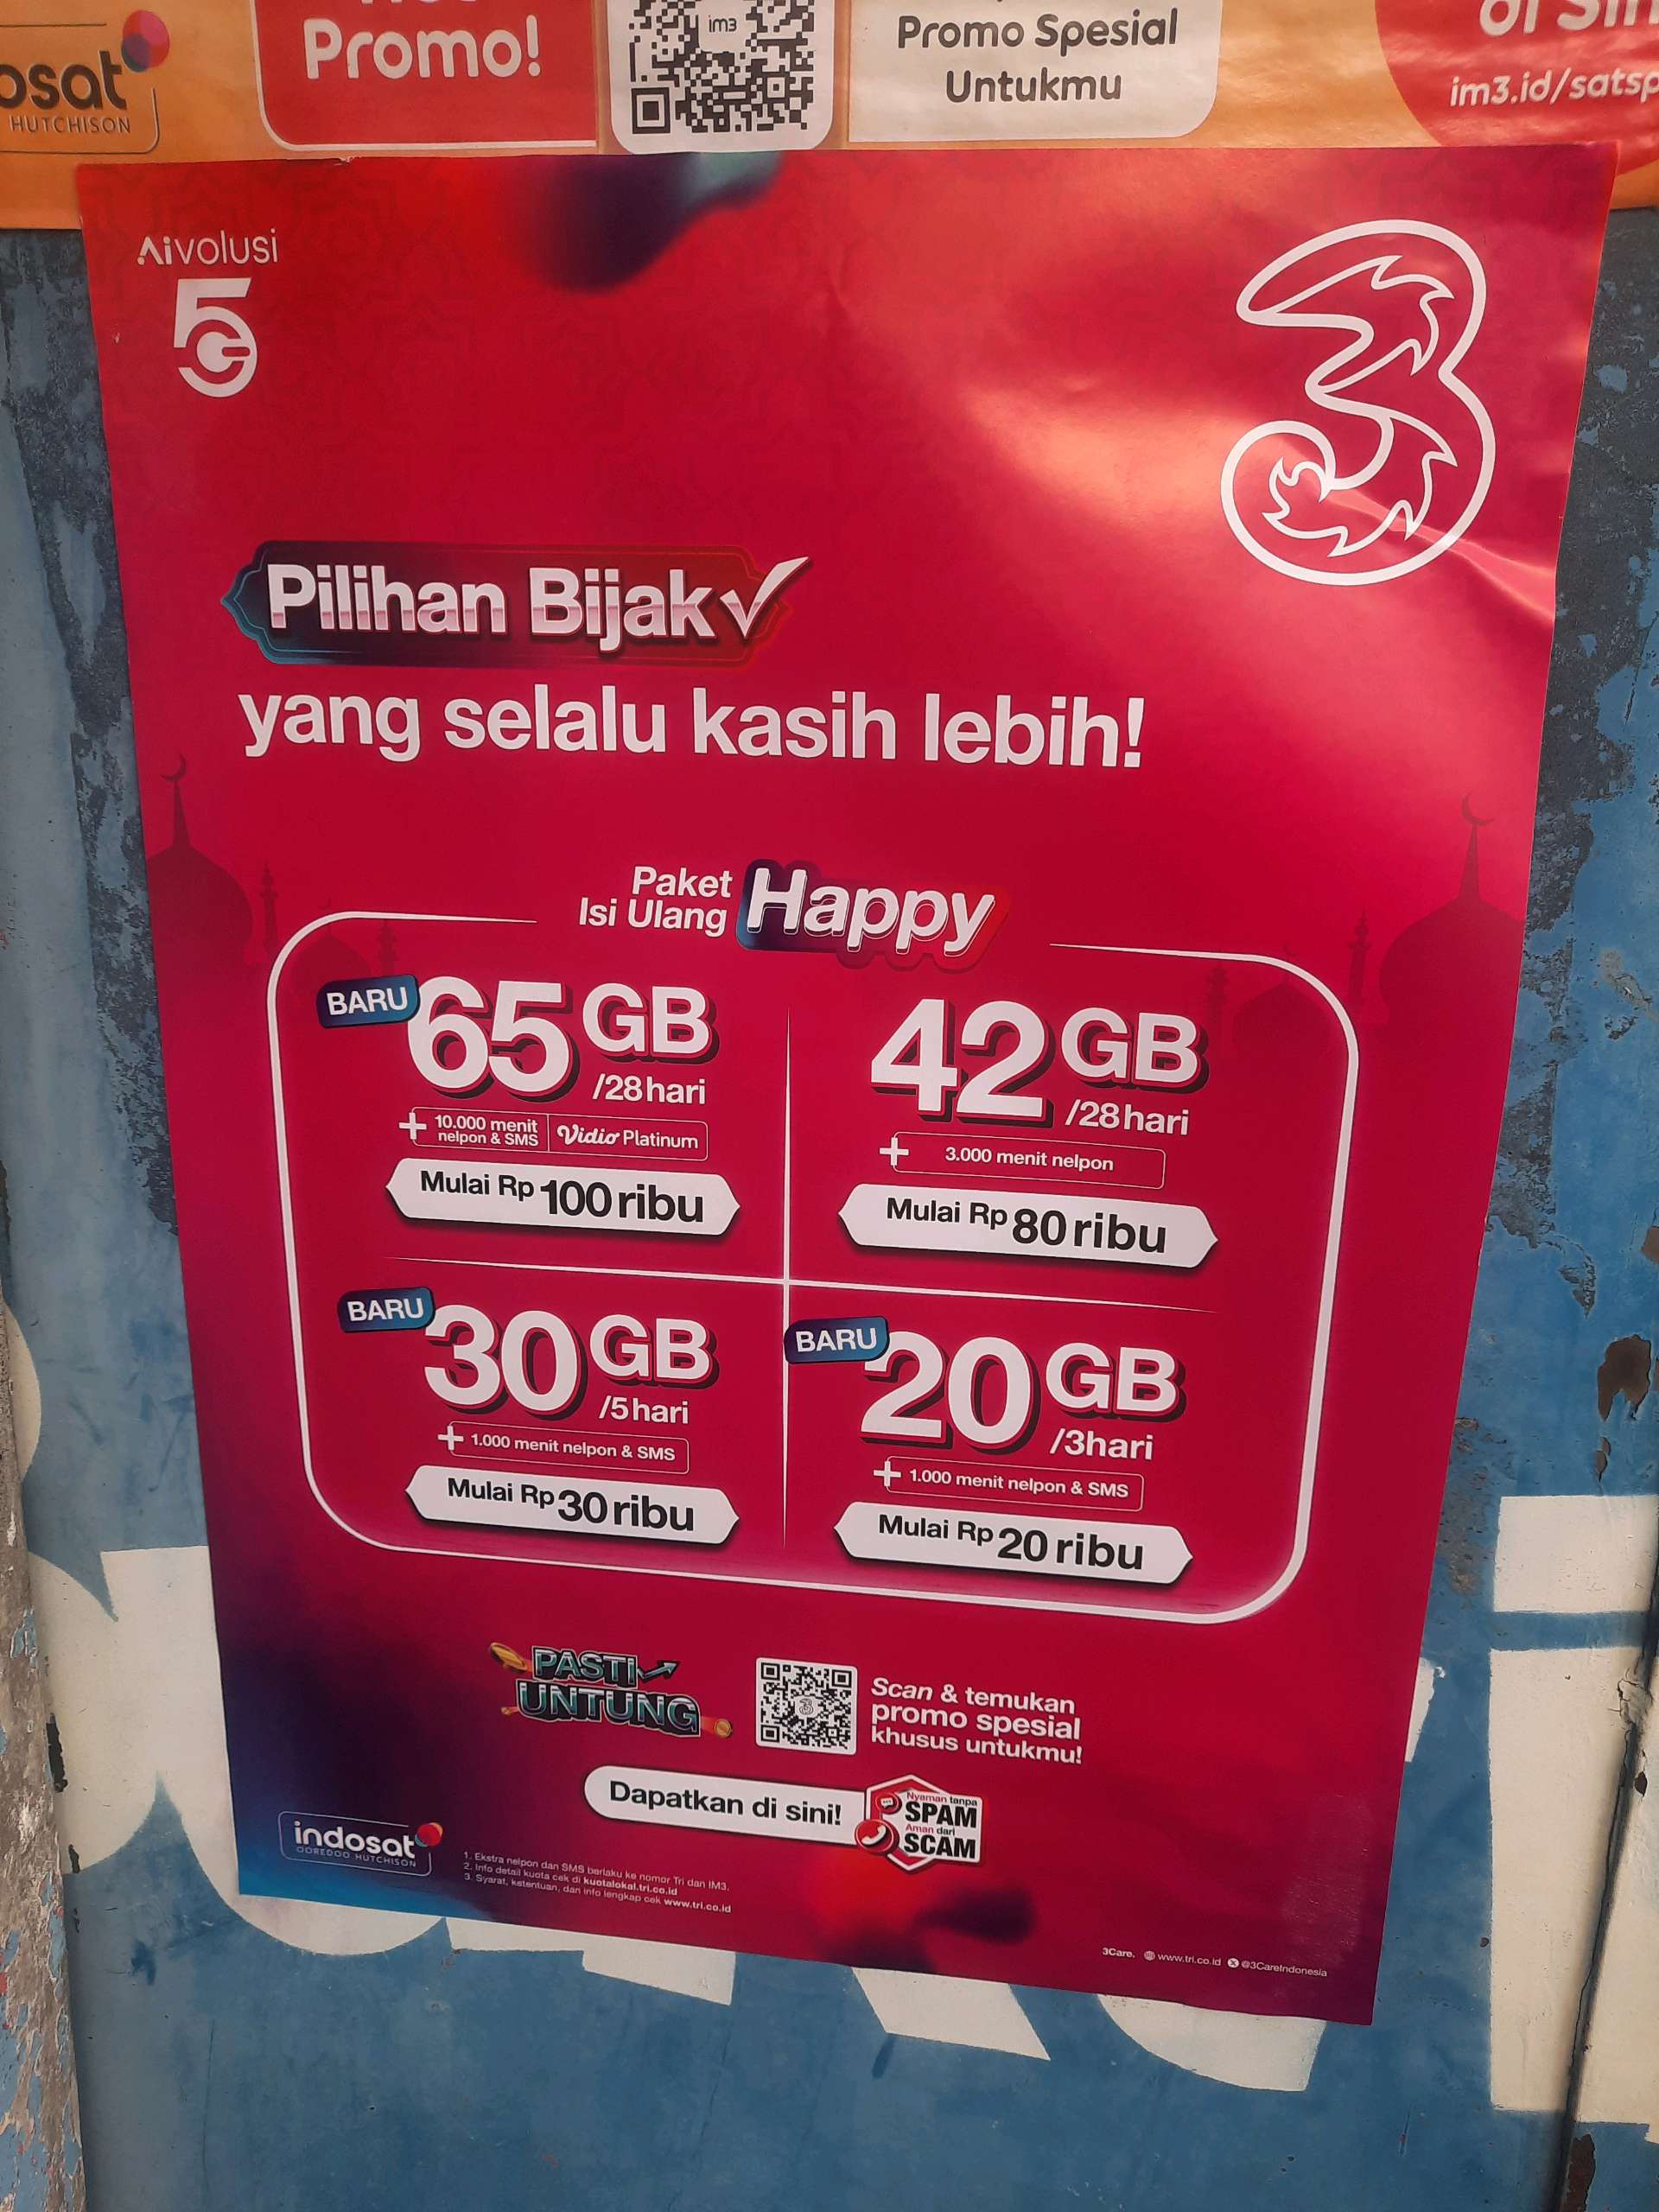 osat
HUTCHISON
Promo!
im3
Promo Spesial
Untukmu
im3.id/satsp
Aivolusi
5G
3
Pilihan Bijak
yang selalu kasih lebih!
Paket
Isi Ulang Happy
BARU
65 GB
/28 hari
+ 10.000 menit
nelpon & SMS
Vidio Platinum
Mulai Rp 100 ribu
42 GB
/28 hari
+ 3.000 menit nelpon
Mulai Rp 80 ribu
BARU
30 GB
/5 hari
+ 1.000 menit nelpon & SMS
Mulai Rp 30 ribu
BARU
20 GB
/3hari
+ 1.000 menit nelpon & SMS
Mulai Rp 20 ribu
PASTI
UNTUNG
3
Scan & temukan
promo spesial
khusus untukmu!
Dapatkan di sini!
Nyaman tanpa
SPAM
Aman dari
SCAM
indosat
OOREDOO HUTCHISON
1. Ekstra nelpon dan SMS berlaku ke nomor Tri dan IM3.
2. Info detail kuota cek di kuotalokal.tri.co.id
3. Syarat, ketentuan, dan info lengkap cek www.tri.co.id
3Care. www.tri.co.id @3CareIndonesia